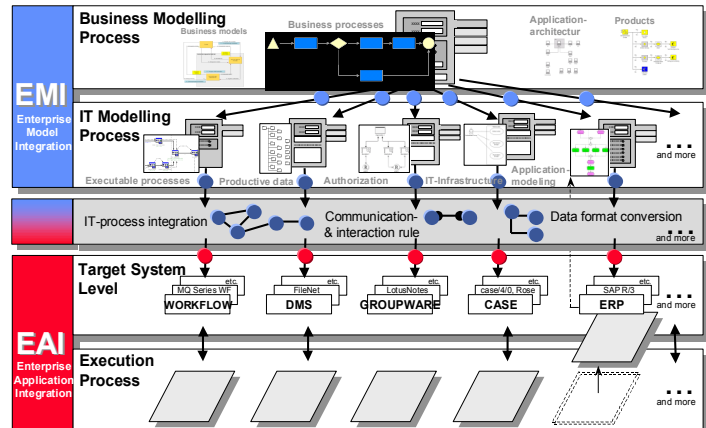 EMI
Enterprise
Model
Integration
Business Modelling
Process
Business models
Business processes
Application-
architectur
Products
IT Modelling
Process
Executable processes
Productive data
Authorization
IT-Infrastructure
Application-
modeling
...
and more
IT-process integration
Communication-
& interaction rule
Data format conversion
...
and more
EAI
Enterprise
Application
Integration
Target System
Level
etc.
MQ Series WF
WORKFLOW
etc.
FileNet
DMS
etc.
LotusNotes
GROUPWARE
etc.
case/4/0, Rose
CASE
etc.
SAP R/3
ERP
...
and more
Execution
Process
...
and more